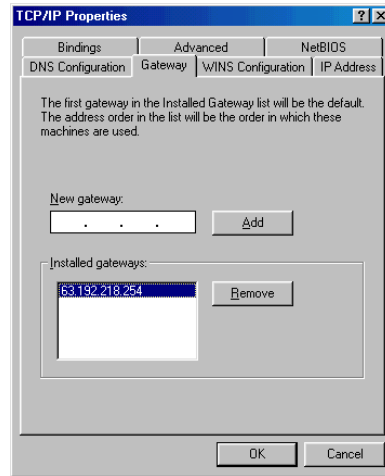 TCP/IP Properties
Bindings Advanced NetBIOS
DNS Configuration Gateway WINS Configuration IP Address
The first gateway in the Installed Gateway list will be the default.
The address order in the list will be the order in which these
machines are used.
New gateway:
. . . Add
Installed gateways:
63.192.218.254 Remove
OK Cancel